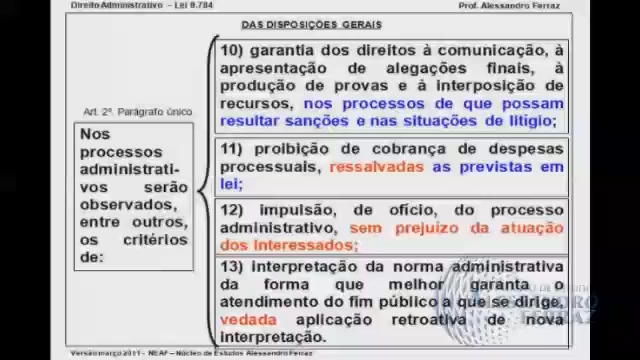 Direito Administrativo – Lei 9.784
Prof. Alessandro Ferraz
DAS DISPOSIÇÕES GERAIS
Art. 2º. Parágrafo único
Nos
processos
administrati-
vos serão
observados,
entre outros,
os critérios
de:
10) garantia dos direitos à comunicação, à
apresentação de alegações finais, à
produção de provas e à interposição de
recursos, nos processos de que possam
resultar sanções e nas situações de litígio;
11) proibição de cobrança de despesas
processuais, ressalvadas as previstas em
lei;
12) impulsão, de ofício, do processo
administrativo, sem prejuízo da atuação
dos interessados;
13) interpretação da norma administrativa
da forma que melhor garanta o
atendimento do fim público a que se dirige,
vedada aplicação retroativa de nova
interpretação.
Versão março 2011 - NEAF – Núcleo de Estudos Alessandro Ferraz